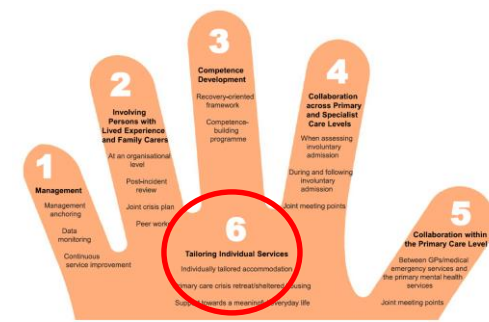 1
Management
Management
anchoring
Data
monitoring
Continuous
service improvement
2
Involving
Persons with
Lived Experience
and Family Carers
At an organisational
level
Post-incident
review
Joint crisis plan
Peer work
3
Competence
Development
Recovery-oriented
framework
Competence-
building
programme
4
Collaboration
across Primary
and Specialist
Care Levels
When assessing
involuntary
admission
During and following
involuntary
admission
Joint meeting points
5
Collaboration within
the Primary Care Level
Between GPs/medical
emergency services and
the primary mental health
services
Joint meeting points
6
Tailoring Individual Services
Individually tailored accommodation
Primary care crisis retreat/sheltered housing
Support towards a meaningful everyday life